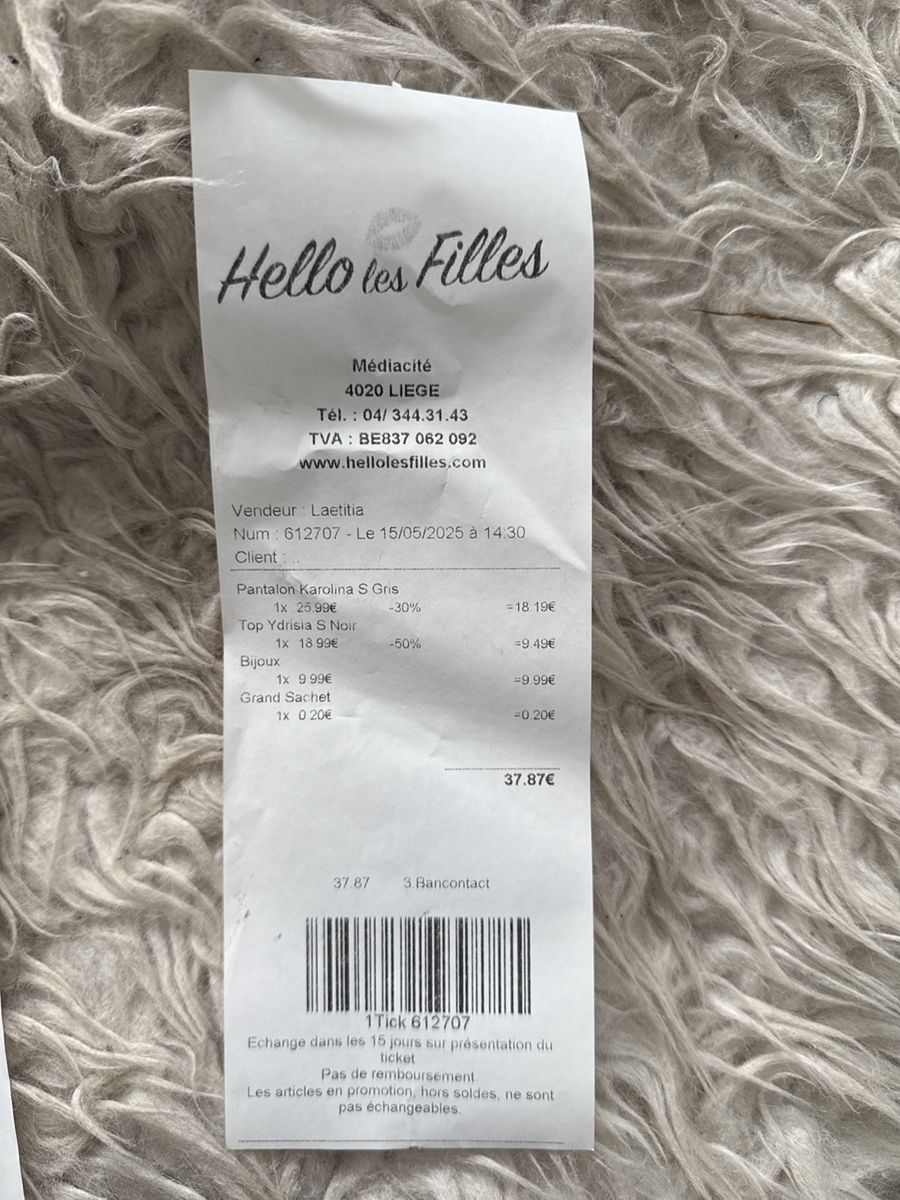 Hello les Filles
Médiacité
4020 LIEGE
Tél. : 04/ 344.31.43
TVA : BE837 062 092
www.hellolesfilles.com
Vendeur : Laetitia
Num : 612707 - Le 15/05/2025 à 14:30
Client : ..
Pantalon Karolina S Gris
1x 25.99€ -30% =18.19€
Top Ydrisia S Noir
1x 18.99€ -50% =9.49€
Bijoux
1x 9.99€ =9.99€
Grand Sachet
1x 0.20€ =0.20€
37.87€
37.87 3.Bancontact
1Tick 612707
Echange dans les 15 jours sur présentation du
ticket
Pas de remboursement.
Les articles en promotion, hors soldes, ne sont
pas échangeables.